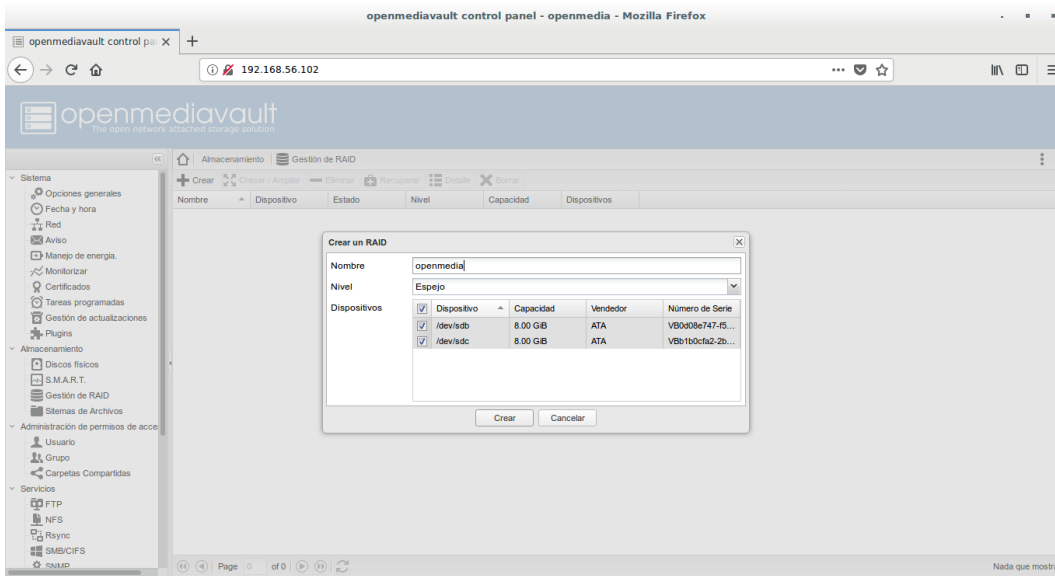 openmediavault control panel - openmedia - Mozilla Firefox
openmediavault control pa
192.168.56.102
openmediavault
The open network attached storage solution
Almacenamiento Gestión de RAID
Crear Crecer / Ampliar Eliminar Recuperar Detalle Borrar
Nombre Dispositivo Estado Nivel Capacidad Dispositivos
Sistema
Opciones generales
Fecha y hora
Red
Aviso
Manejo de energia.
Monitorizar
Certificados
Tareas programadas
Gestión de actualizaciones
Plugins
Almacenamiento
Discos físicos
S.M.A.R.T.
Gestión de RAID
Sitemas de Archivos
Administración de permisos de acce
Usuario
Grupo
Carpetas Compartidas
Servicios
FTP
NFS
Rsync
SMB/CIFS
SNMP
Crear un RAID
Nombre openmedia
Nivel Espejo
Dispositivos Dispositivo Capacidad Vendedor Número de Serie
/dev/sdb 8.00 GiB ATA VB0d08e747-f5...
/dev/sdc 8.00 GiB ATA VBb1b0cfa2-2b...
Crear Cancelar
Page 0 of 0
Nada que mostr